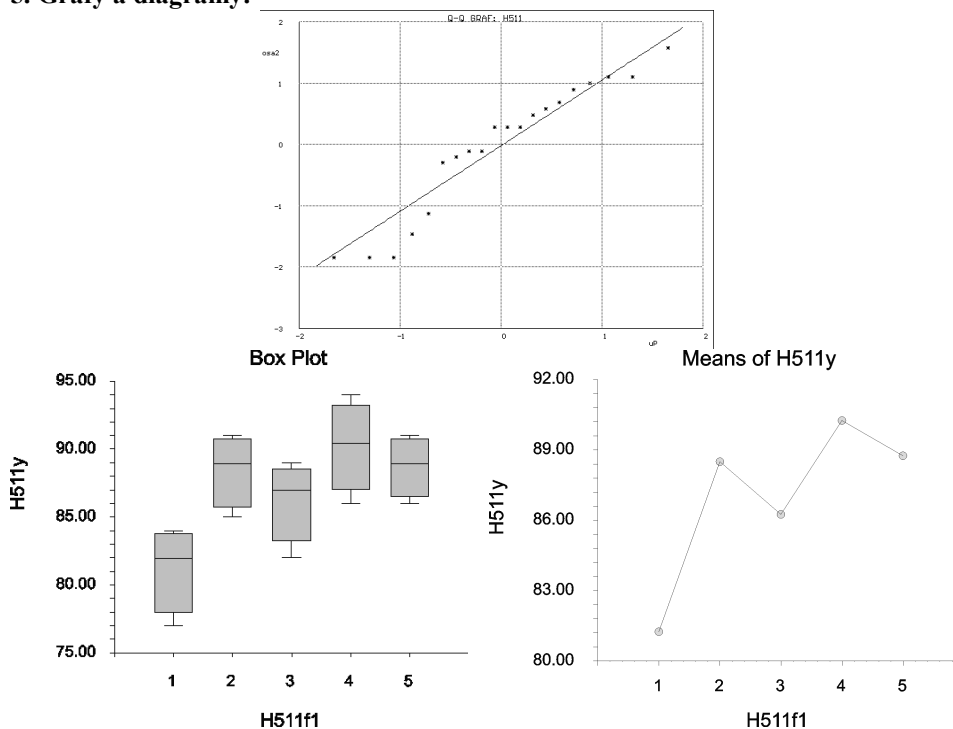 5. Grafy a diagramy:
Q-Q GRAF: H511
osa2
2
1
0
-1
-2
-3
-2
-1
0
1
2
uP
Box Plot
H511y
95.00
90.00
85.00
80.00
75.00
1 2 3 4 5
H511f1
Means of H511y
H511y
92.00
89.00
86.00
83.00
80.00
1 2 3 4 5
H511f1